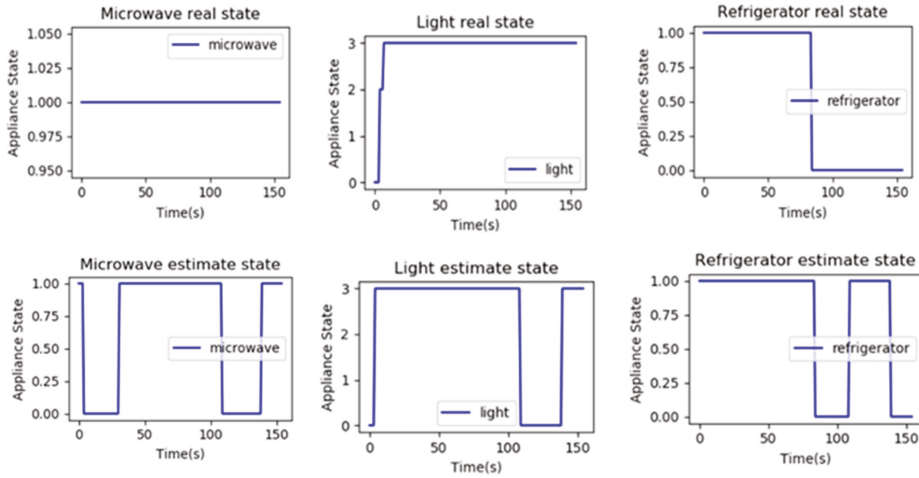 Microwave real state
1.050
1.025
1.000
0.975
0.950
Appliance State
microwave
0
50
100
150
Time(s)
Light real state
3
2
1
0
Appliance State
light
0
50
100
150
Time(s)
Refrigerator real state
1.00
0.75
0.50
0.25
0.00
Appliance State
refrigerator
0
50
100
150
Time(s)
Microwave estimate state
1.00
0.75
0.50
0.25
0.00
Appliance State
microwave
0
50
100
150
Time(s)
Light estimate state
3
2
1
0
Appliance State
light
0
50
100
150
Time(s)
Refrigerator estimate state
1.00
0.75
0.50
0.25
0.00
Appliance State
refrigerator
0
50
100
150
Time(s)